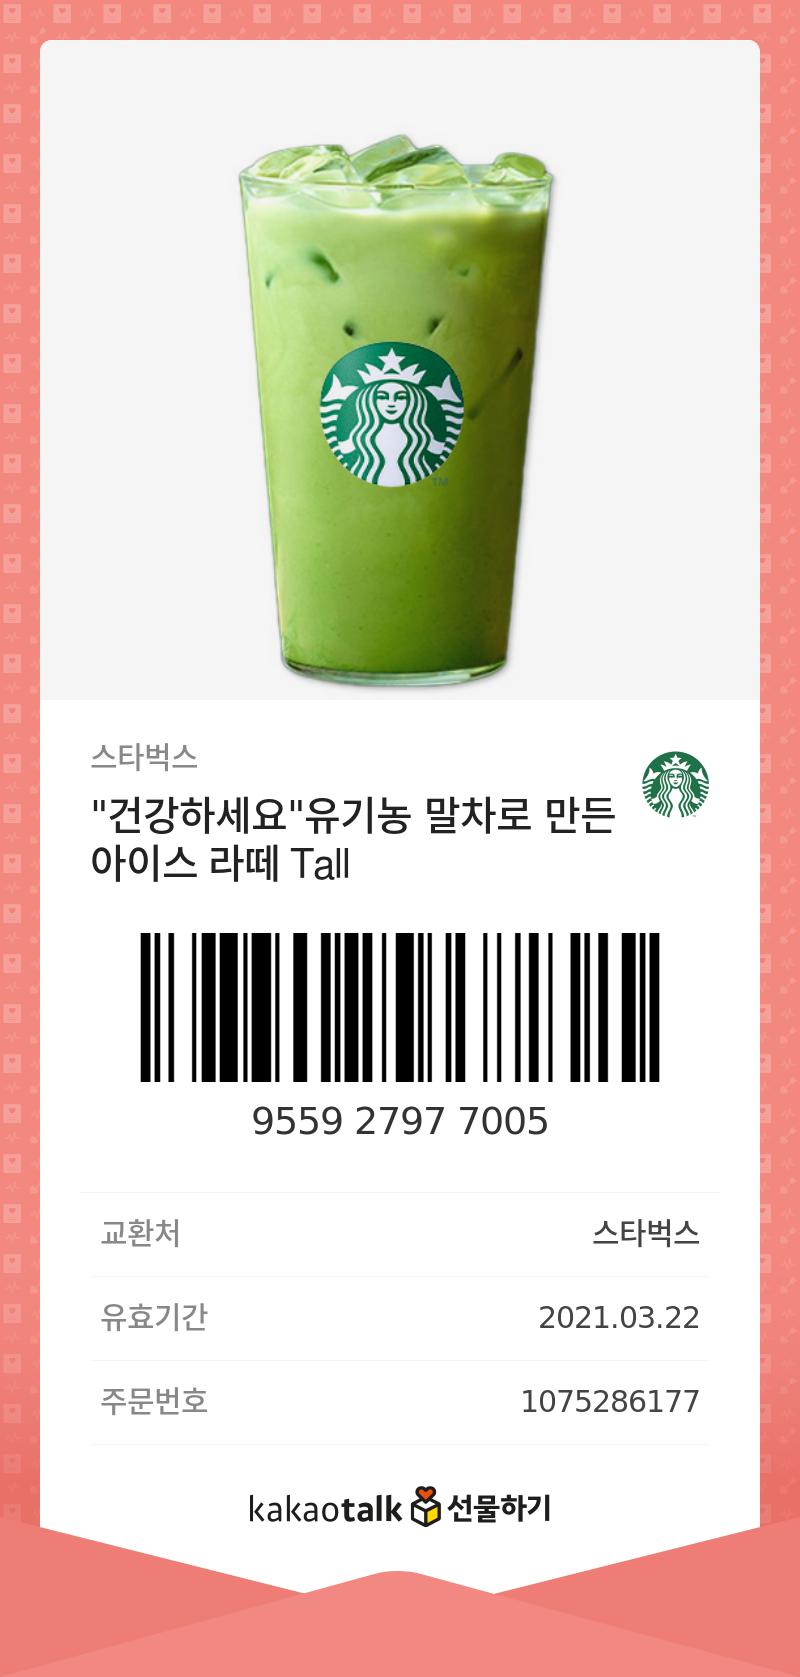 TM
스타벅스
"건강하세요"유기농 말차로 만든
아이스 라떼 Tall
9559 2797 7005
교환처 스타벅스
유효기간 2021.03.22
주문번호 1075286177
kakaotalk 선물하기